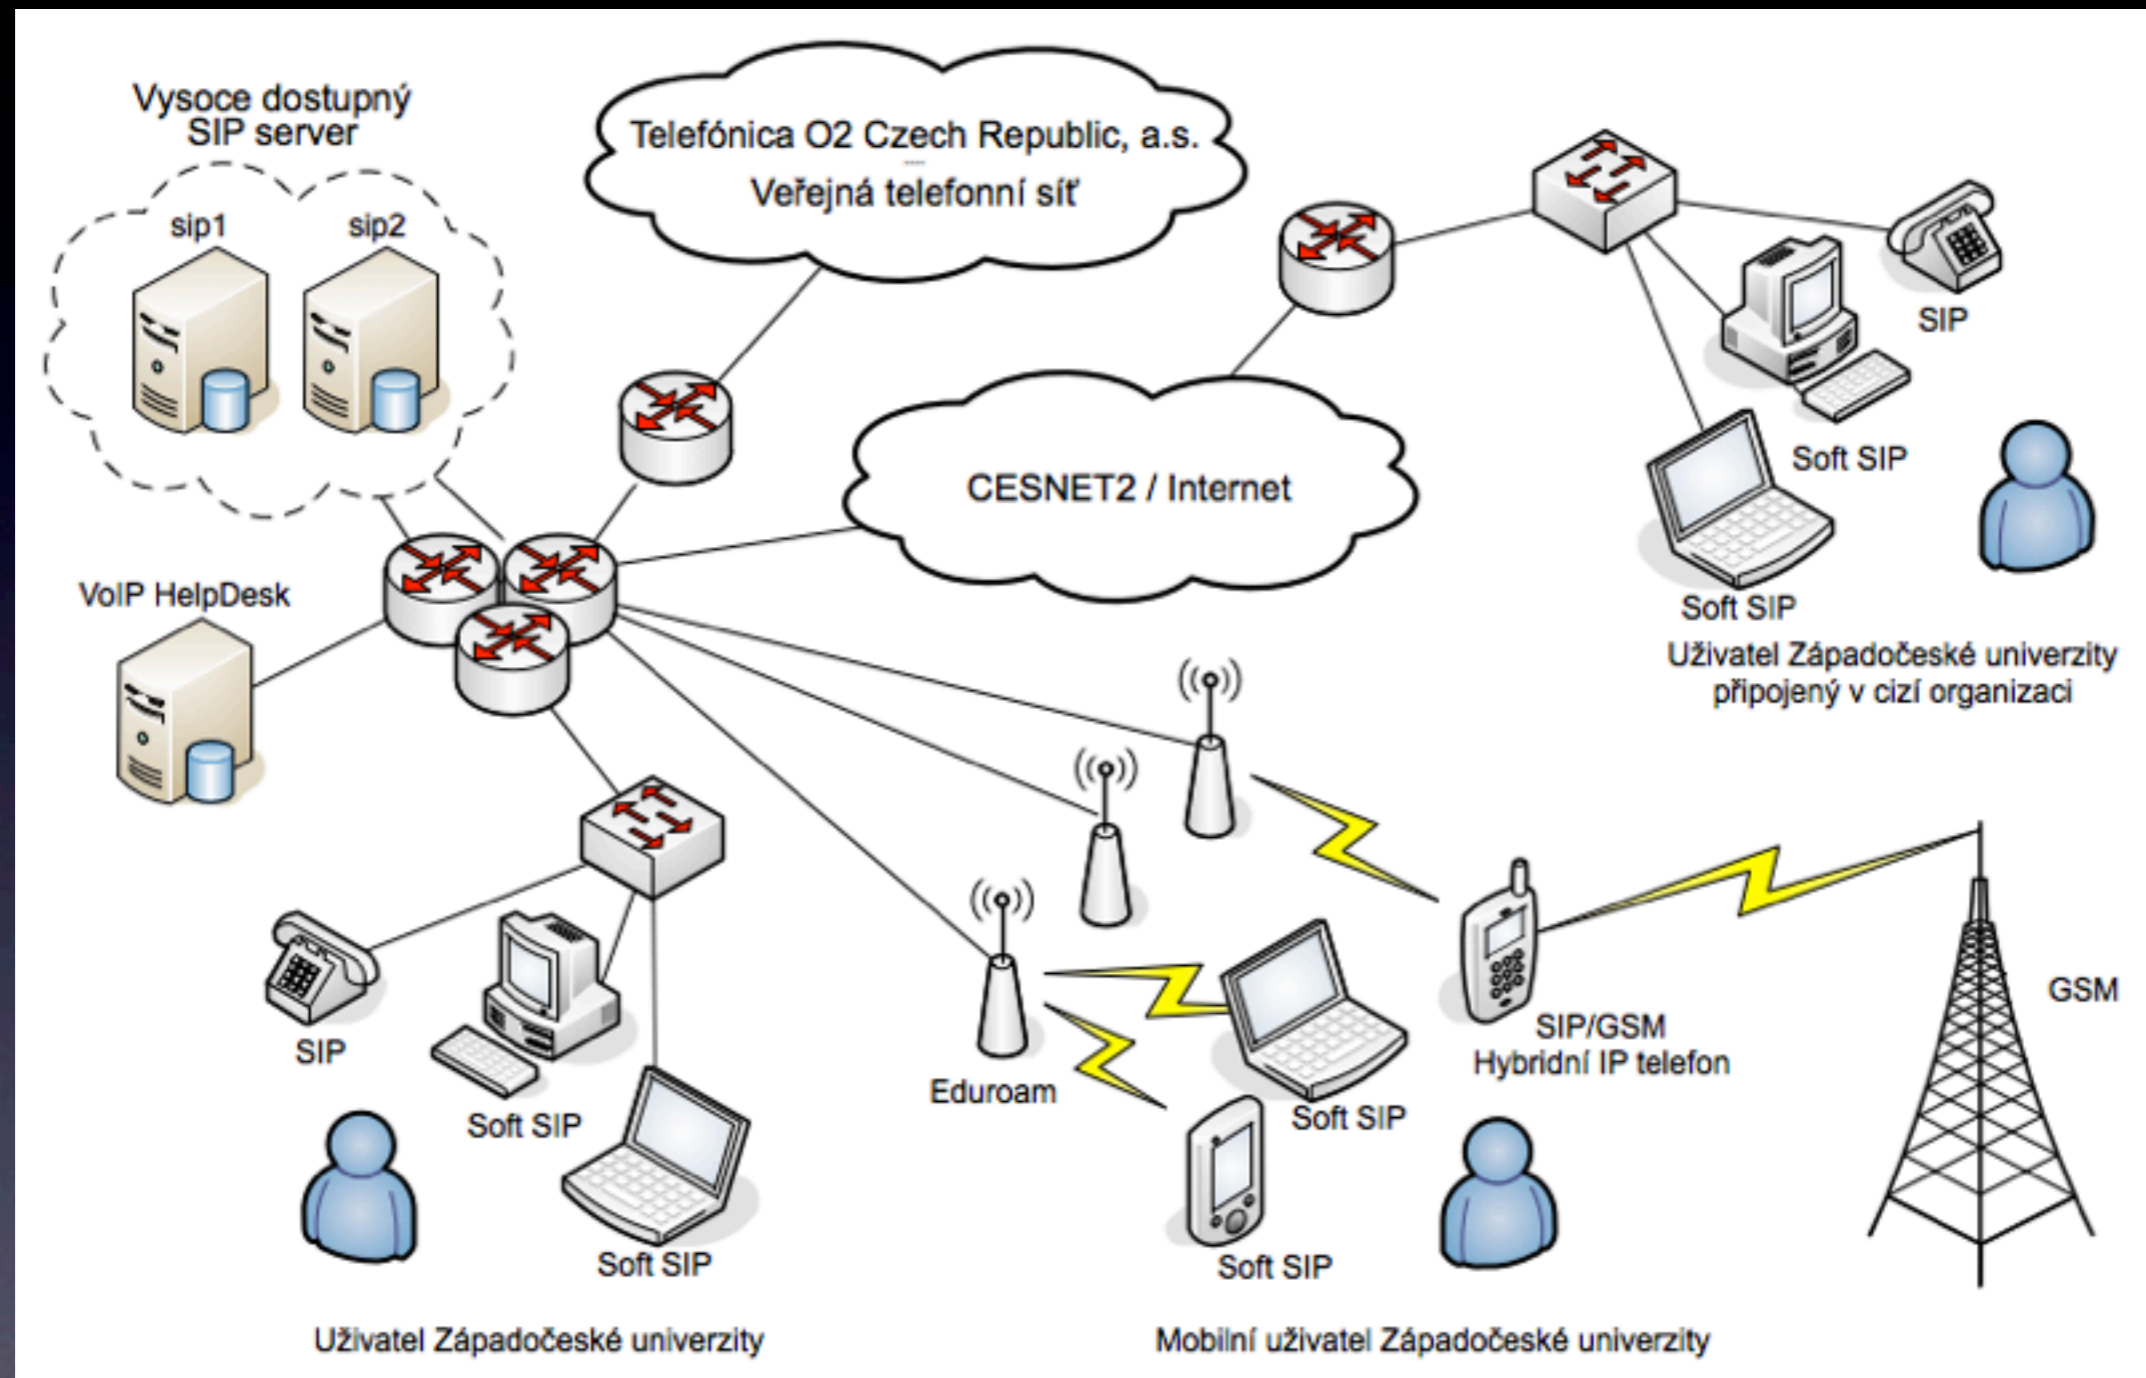 Vysoce dostupný
SIP server
sip1
sip2
Telefónica O2 Czech Republic, a.s.
Veřejná telefonní síť
SIP
Soft SIP
CESNET2 / Internet
Soft SIP
Uživatel Západočeské univerzity
připojený v cizí organizaci
VoIP HelpDesk
GSM
SIP/GSM
Hybridní IP telefon
SIP
Eduroam
Soft SIP
Soft SIP
Soft SIP
Soft SIP
Uživatel Západočeské univerzity
Mobilní uživatel Západočeské univerzity